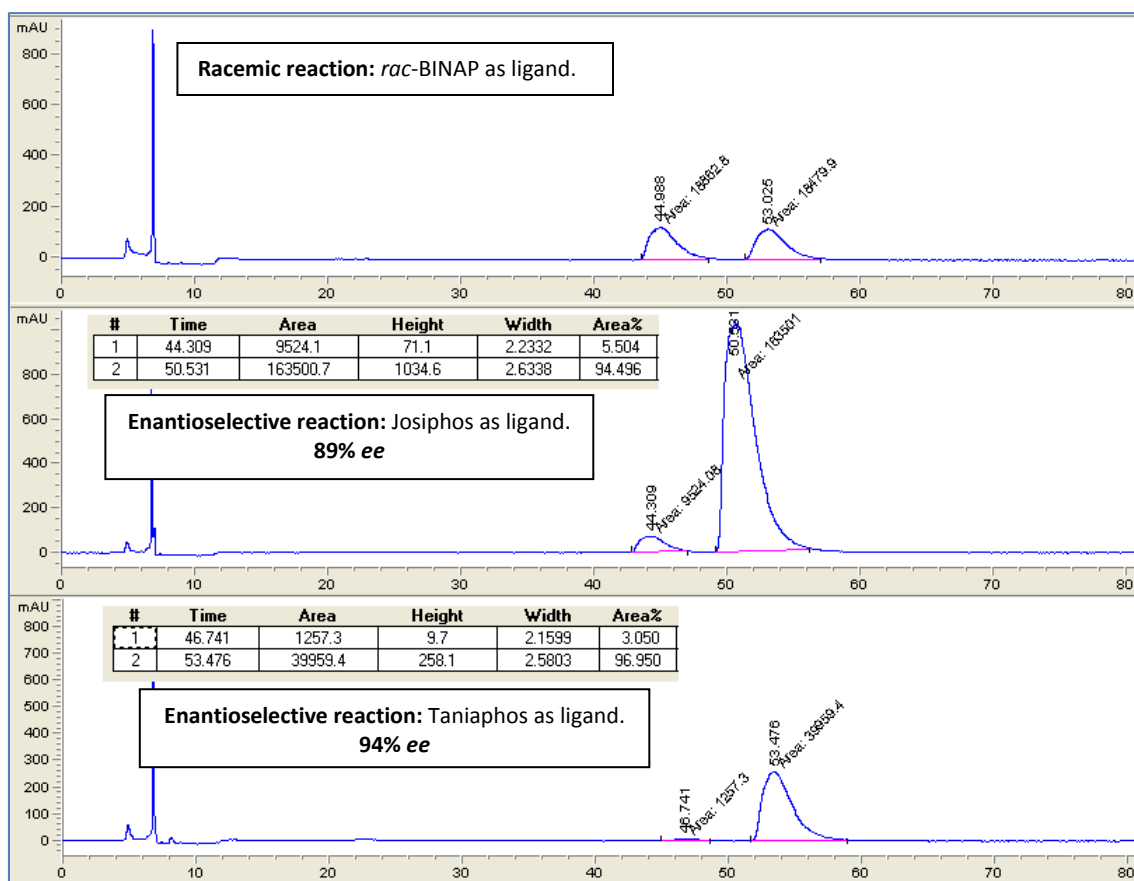 mAU
800
600
400
200
0
Racemic reaction: rac-BINAP as ligand.
44.988
Area: 18862.8
53.025
Area: 18479.9
0 10 20 30 40 50 60 70 80
mAU
800
600
400
200
0
# Time Area Height Width Area%
1 44.309 9524.1 71.1 2.2332 5.504
2 50.531 163500.7 1034.6 2.6338 94.496
Enantioselective reaction: Josiphos as ligand.
89% ee
44.309
Area: 9524.08
50.531
Area: 163501
0 10 20 30 40 50 60 70 80
mAU
800
700
600
500
400
300
200
100
0
# Time Area Height Width Area%
1 46.741 1257.3 9.7 2.1599 3.050
2 53.476 39959.4 258.1 2.5803 96.950
Enantioselective reaction: Taniaphos as ligand.
94% ee
46.741
Area: 1257.3
53.476
Area: 39959.4
0 10 20 30 40 50 60 70 80